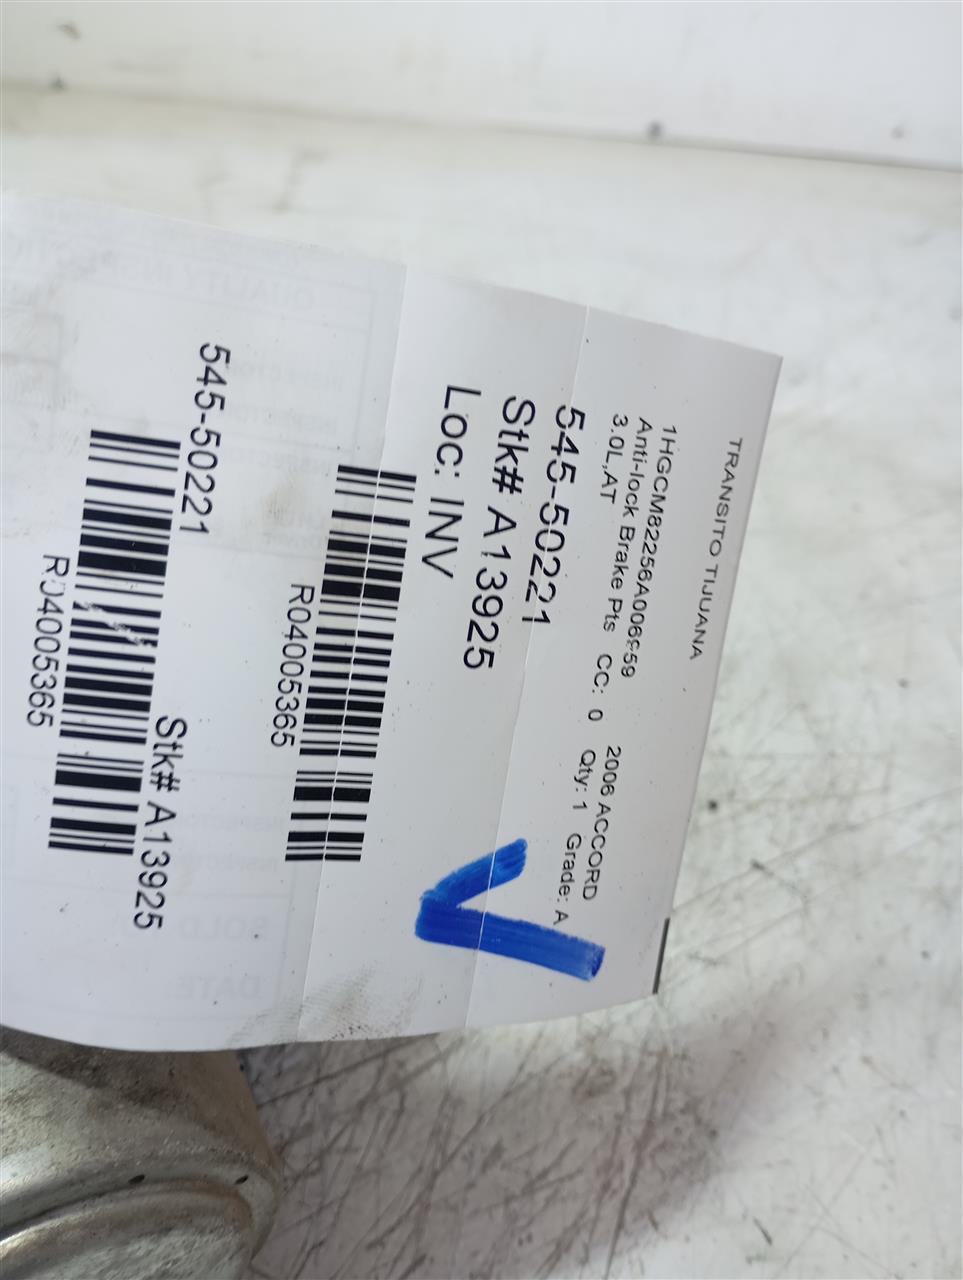 TRANSITO TIJUANA
2006 ACCORD
Anti-lock Brake Pts CC: 0 Qty: 1 Grade: A
3.0L,AT
545-50221
Stk# A13925
Loc: INV
R04005365
545-50221 Stk# A13925
R04005365